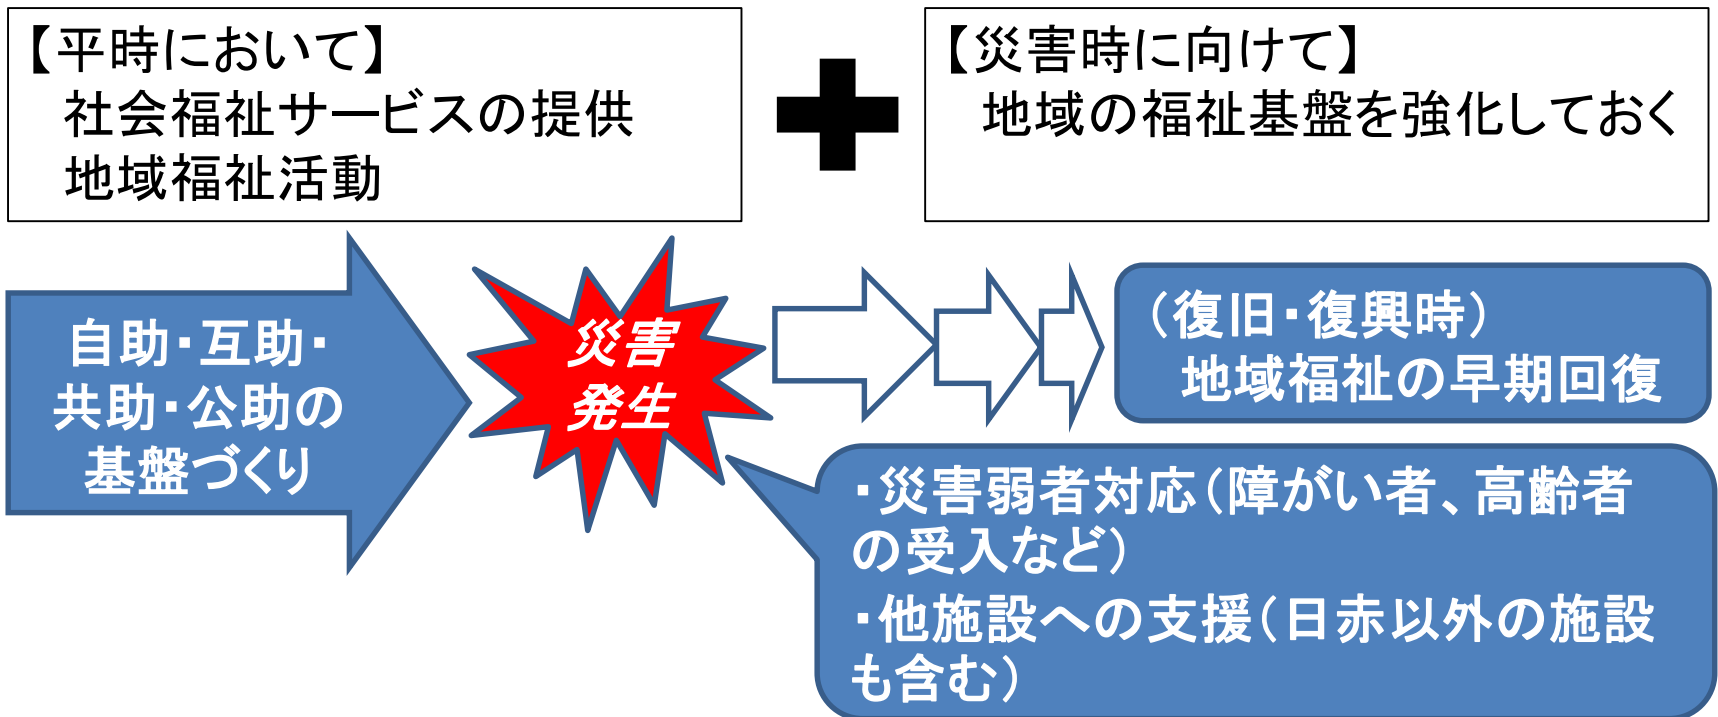 【平時において】
社会福祉サービスの提供
地域福祉活動
【災害時に向けて】
地域の福祉基盤を強化しておく
自助・互助・
共助・公助の
基盤づくり
災害
発生
（復旧・復興時）
地域福祉の早期回復
・災害弱者対応（障がい者、高齢者
の受入など）
・他施設への支援（日赤以外の施設
も含む）